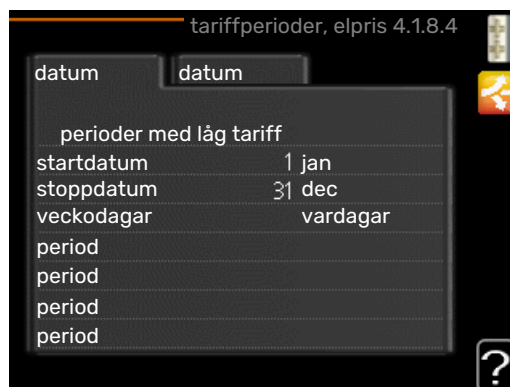 tariffperioder, elpris 4.1.8.4
datum datum
perioder med låg tariff
startdatum 1 jan
stoppdatum 31 dec
veckodagar vardagar
period
period
period
period
?